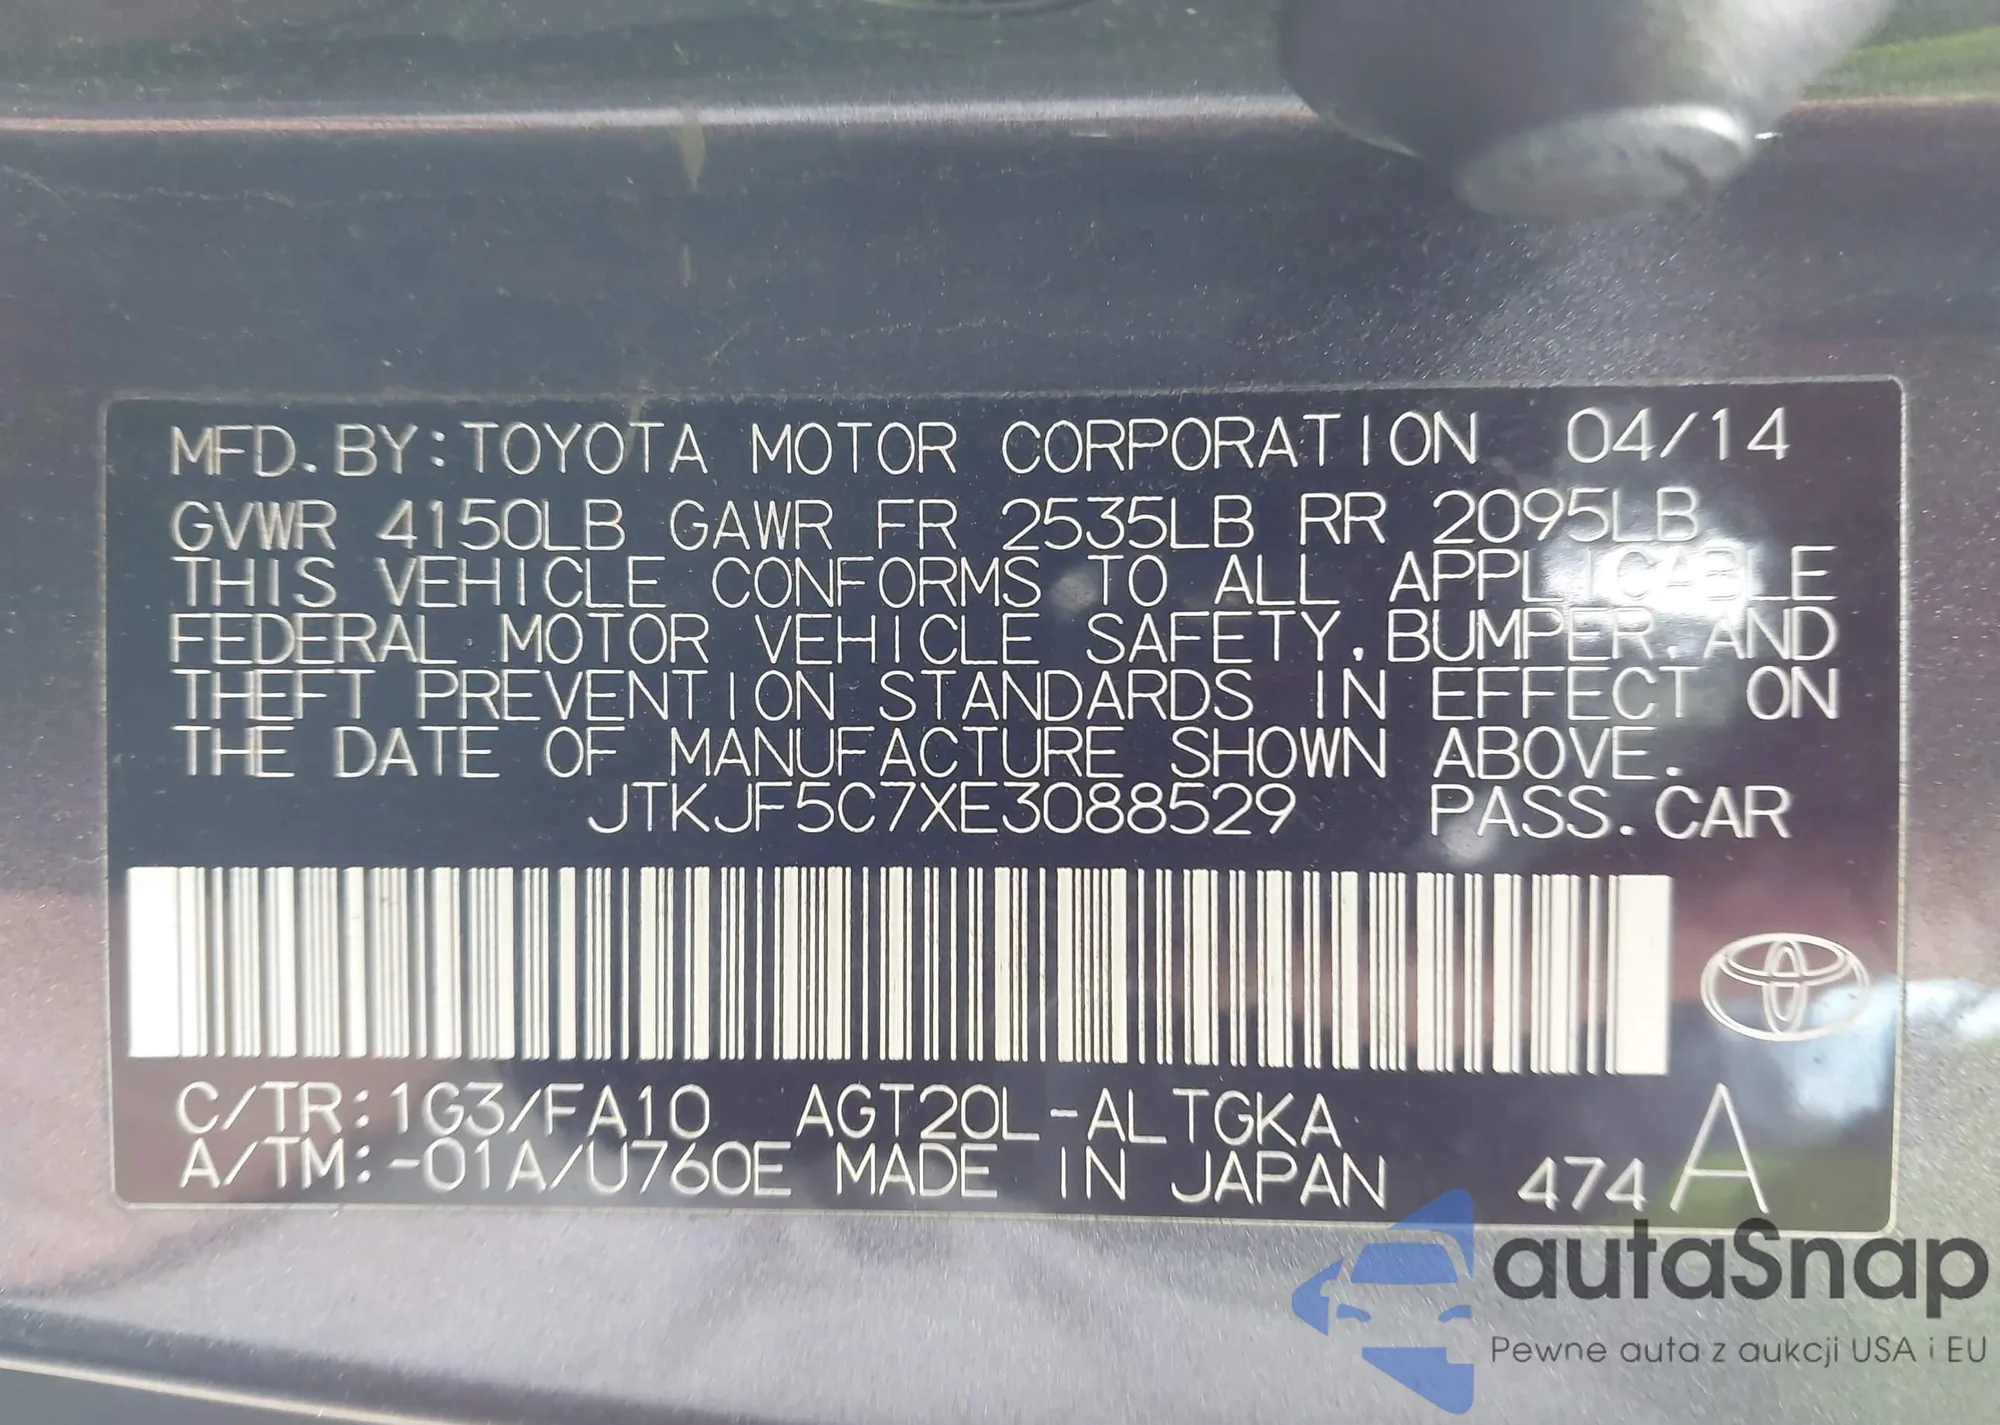 MFD. BY: TOYOTA MOTOR CORPORATION 04/14
GVWR 4150LB GAWR FR 2535LB RR 2095LB
THIS VEHICLE CONFORMS TO ALL APPLICABLE
FEDERAL MOTOR VEHICLE SAFETY, BUMPER, AND
THEFT PREVENTION STANDARDS IN EFFECT ON
THE DATE OF MANUFACTURE SHOWN ABOVE.
JTKJF5C7XE3088529 PASS. CAR
C/TR: 1G3/FA10 AGT20L-ALTGKA
A/TM: -01A/U760E MADE IN JAPAN 474 A
autaSnap
Pewne auta z aukcji USA i EU